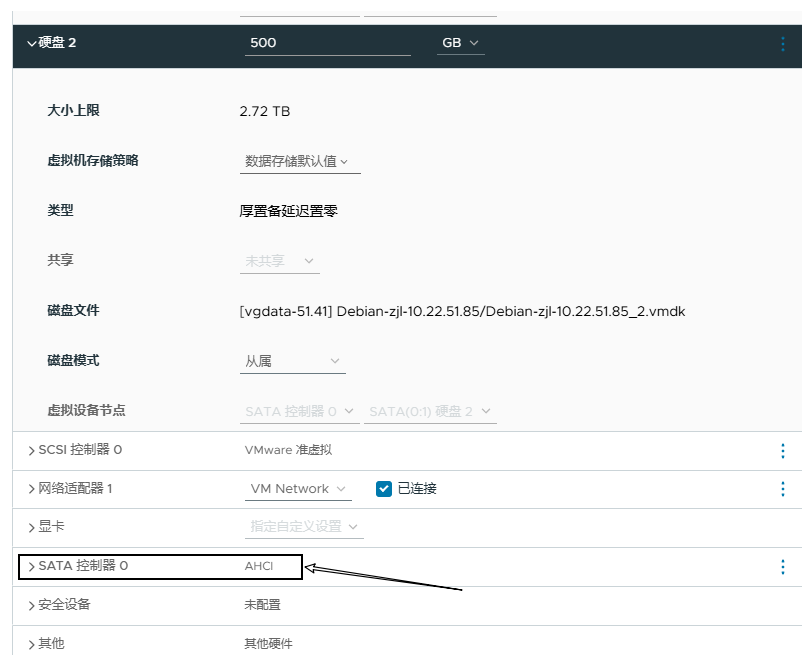 硬盘 2 500 GB
大小上限 2.72 TB
虚拟机存储策略 数据存储默认值
类型 厚置备延迟置零
共享 未共享
磁盘文件 [vgdata-51.41] Debian-zjl-10.22.51.85/Debian-zjl-10.22.51.85_2.vmdk
磁盘模式 从属
虚拟设备节点 SATA 控制器 0 SATA(0:1) 硬盘 2
SCSI 控制器 0 VMware 准虚拟
网络适配器 1 VM Network 已连接
显卡 指定自定义设置
SATA 控制器 0 AHCI
安全设备 未配置
其他 其他硬件